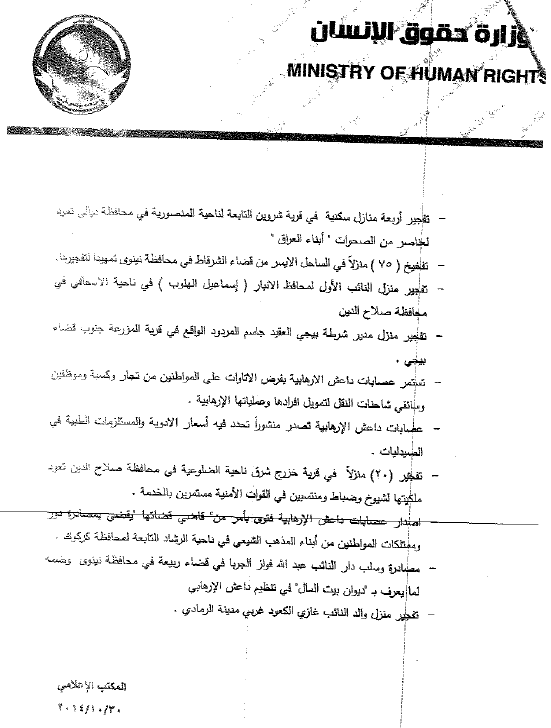 وزارة حقوق الإنسان
MINISTRY OF HUMAN RIGHTS
- تفجير أربعة منازل سكنية في قرية شروين التابعة لناحية المنصورية في محافظة ديالى تعود
لعناصر من الصحوات " أبناء العراق "
- تفخيخ ( ٧٥ ) منزلاً في الساحل الايسر من قضاء الشرقاط في محافظة نينوى تمهيدا لتفجيرها.
- تفجير منزل النائب الأول لمحافظ الانبار ( إسماعيل الهلوب ) في ناحية الاسحاقي في
محافظة صلاح الدين
- تفجير منزل مدير شرطة بيجي العقيد جاسم المردود الواقع في قرية المزرعة جنوب قضاء
بيجي .
- تستمر عصابات داعش الارهابية بفرض الاتاوات على المواطنين من تجار وكسبة وموظفين
وسائقي شاحنات النقل لتمويل افرادها وعملياتها الإرهابية .
- عصابات داعش الإرهابية تصدر منشوراً تحدد فيه أسعار الادوية والمستلزمات الطبية في
الصيدليات .
- تفجير (٢٠) منزلاً في قرية خزرج شرق ناحية الضلوعية في محافظة صلاح الدين تعود
ملكيتها لشيوخ وضباط ومنتسبين في القوات الأمنية مستمرين بالخدمة .
- اصدار عصابات داعش الإرهابية فتوى بأمر من" قاضي قضاتها "يقضي بمصادرة دور
وممتلكات المواطنين من أبناء المذهب الشيعي في ناحية الرشاد التابعة لمحافظة كركوك .
- مصادرة وسلب دار النائب عبد الله فواز الجربا في قضاء ربيعة في محافظة نينوى وضمه
لما يعرف بـ "ديوان بيت المال" في تنظيم داعش الإرهابي
- تفجير منزل والد النائب غازي الكعود غربي مدينة الرمادي .
المكتب الإعلامي
٢٠١٤/١٠/٣٠